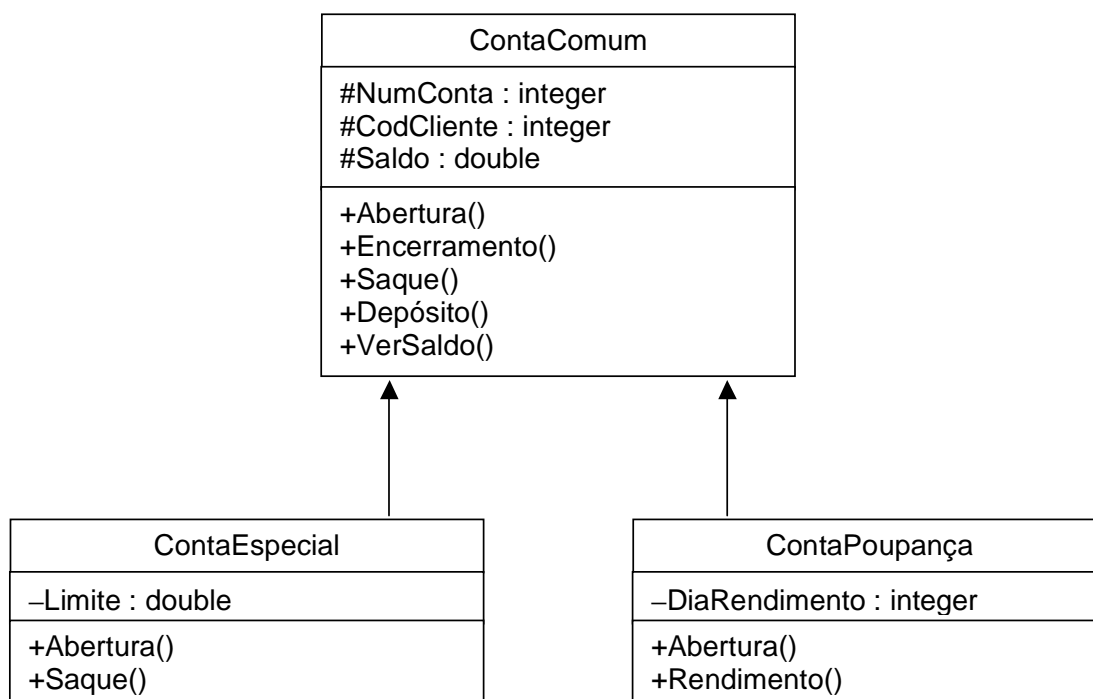 ContaComum
#NumConta : integer
#CodCliente : integer
#Saldo : double
+Abertura()
+Encerramento()
+Saque()
+Depósito()
+VerSaldo()
ContaEspecial
–Limite : double
+Abertura()
+Saque()
ContaPoupança
–DiaRendimento : integer
+Abertura()
+Rendimento()